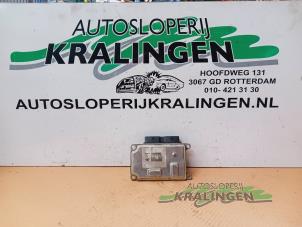 AUTOSLOPERIJ
KRALINGEN
HOOFDWEG 131
3067 GD ROTTERDAM
010- 421 31 30
AUTOSLOPERIJKRALINGEN.NL
AUTOSLOPERIJ
KRALINGEN